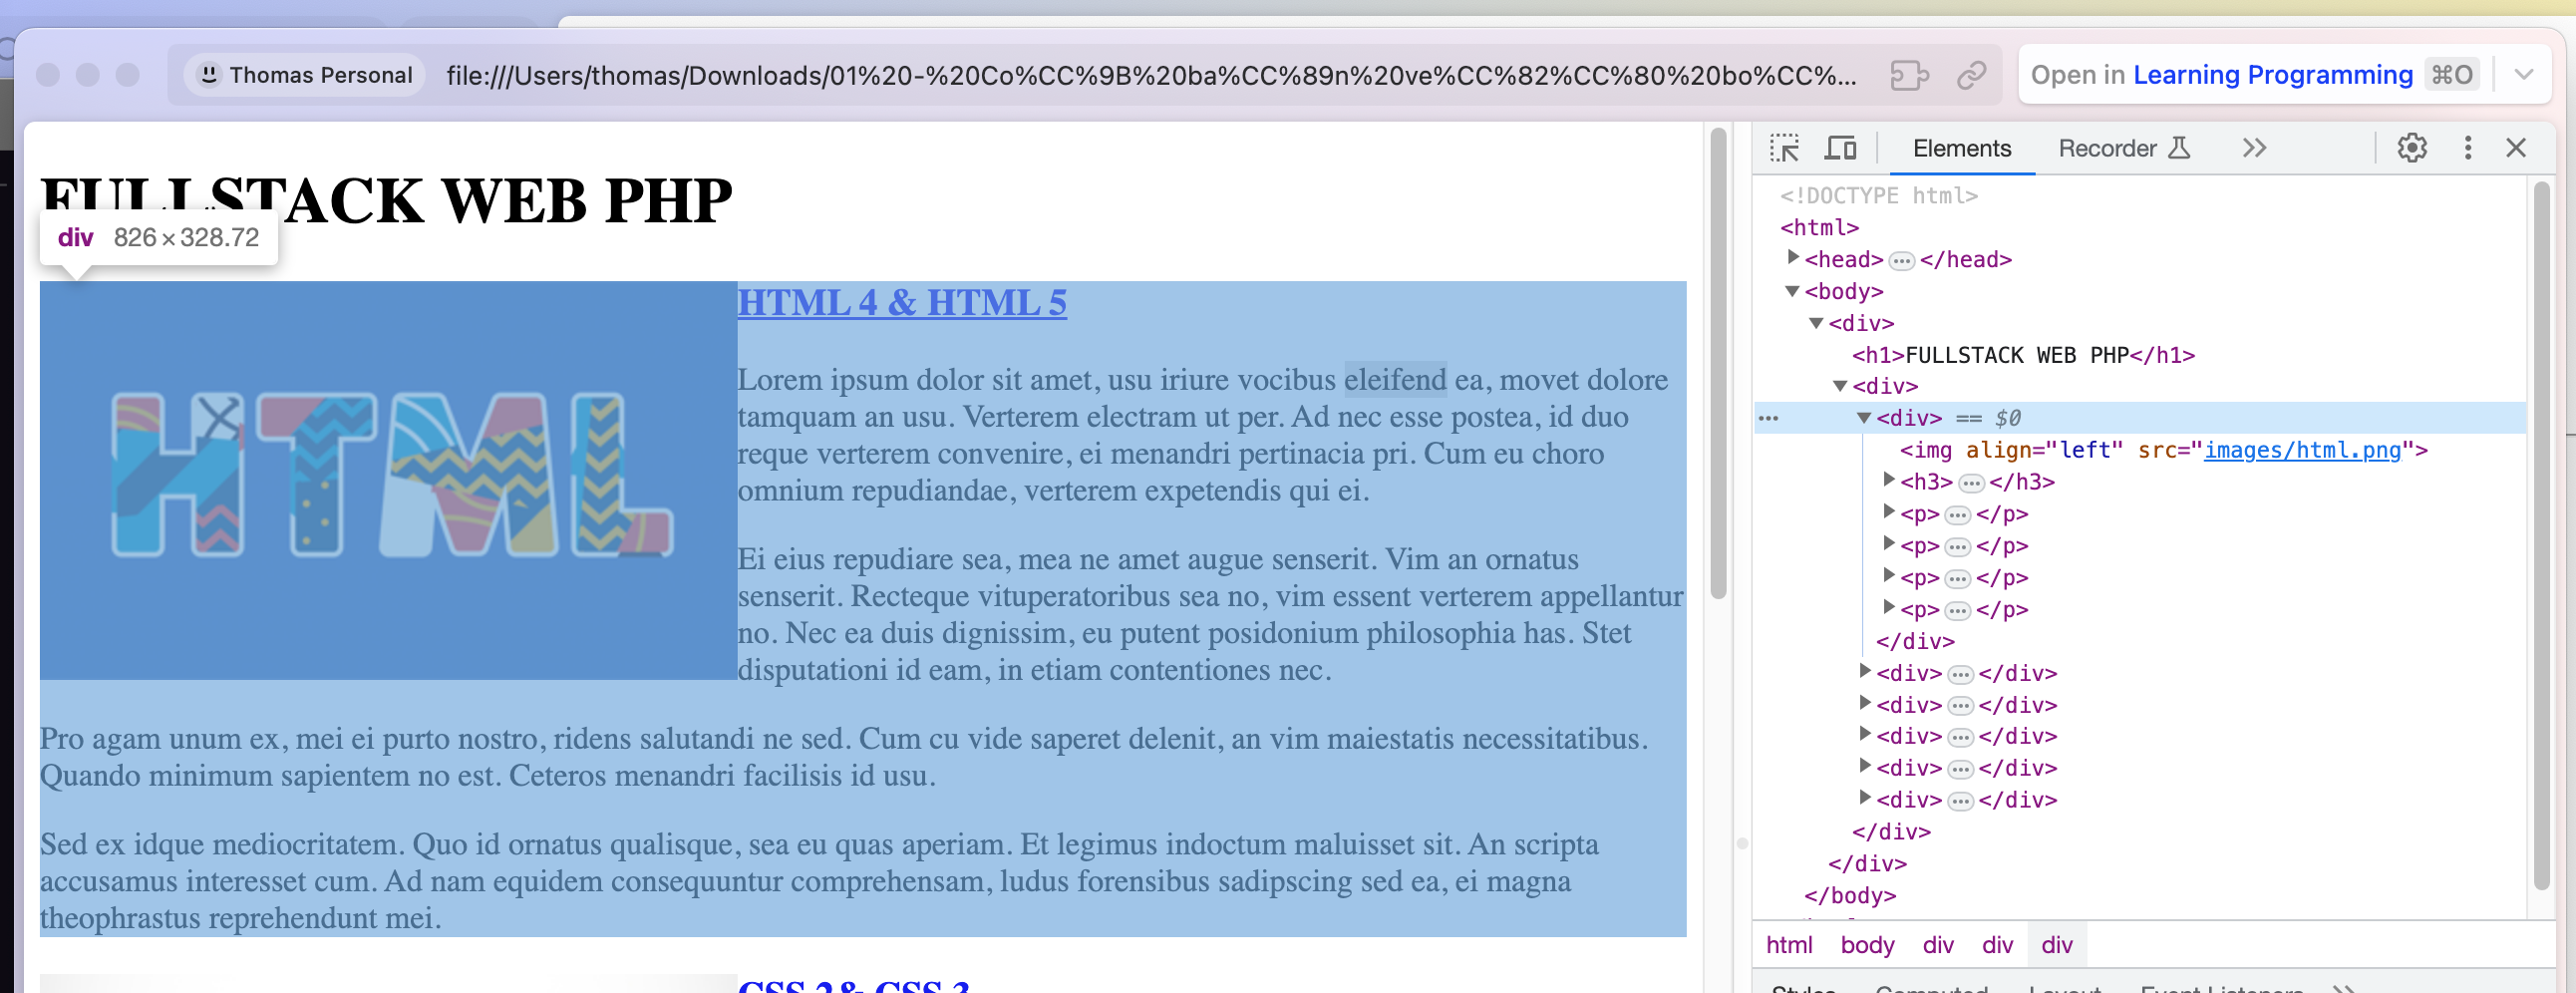 Thomas Personal
file:///Users/thomas/Downloads/01%20-%20Co%CC%9B%20ba%CC%89n%20ve%CC%82%CC%80%20bo%CC%...
Open in Learning Programming ⌘O
FULLSTACK WEB PHP
div 826×328.72
HTML
HTML 4 & HTML 5
Lorem ipsum dolor sit amet, usu iriure vocibus eleifend ea, movet dolore
tamquam an usu. Verterem electram ut per. Ad nec esse postea, id duo
reque verterem convenire, ei menandri pertinacia pri. Cum eu choro
omnium repudiandae, verterem expetendis qui ei.
Ei eius repudiare sea, mea ne amet augue senserit. Vim an ornatus
senserit. Recteque vituperatoribus sea no, vim essent verterem appellantur
no. Nec ea duis dignissim, eu putent posidonium philosophia has. Stet
disputationi id eam, in etiam contentiones nec.
Pro agam unum ex, mei ei purto nostro, ridens salutandi ne sed. Cum cu vide saperet delenit, an vim maiestatis necessitatibus.
Quando minimum sapientem no est. Ceteros menandri facilisis id usu.
Sed ex idque mediocritatem. Quo id ornatus qualisque, sea eu quas aperiam. Et legimus indoctum maluisset sit. An scripta
accusamus interesset cum. Ad nam equidem consequuntur comprehensam, ludus forensibus sadipscing sed ea, ei magna
theophrastus reprehendunt mei.
CSS 2 & CSS 3
Elements Recorder
<!DOCTYPE html>
<html>
<head>…</head>
<body>
<div>
<h1>FULLSTACK WEB PHP</h1>
<div>
<div> == $0
<img align="left" src="images/html.png">
<h3>…</h3>
<p>…</p>
<p>…</p>
<p>…</p>
<p>…</p>
</div>
<div>…</div>
<div>…</div>
<div>…</div>
<div>…</div>
<div>…</div>
</div>
</div>
</body>
html body div div div
Styles Computed Layout Event Listeners